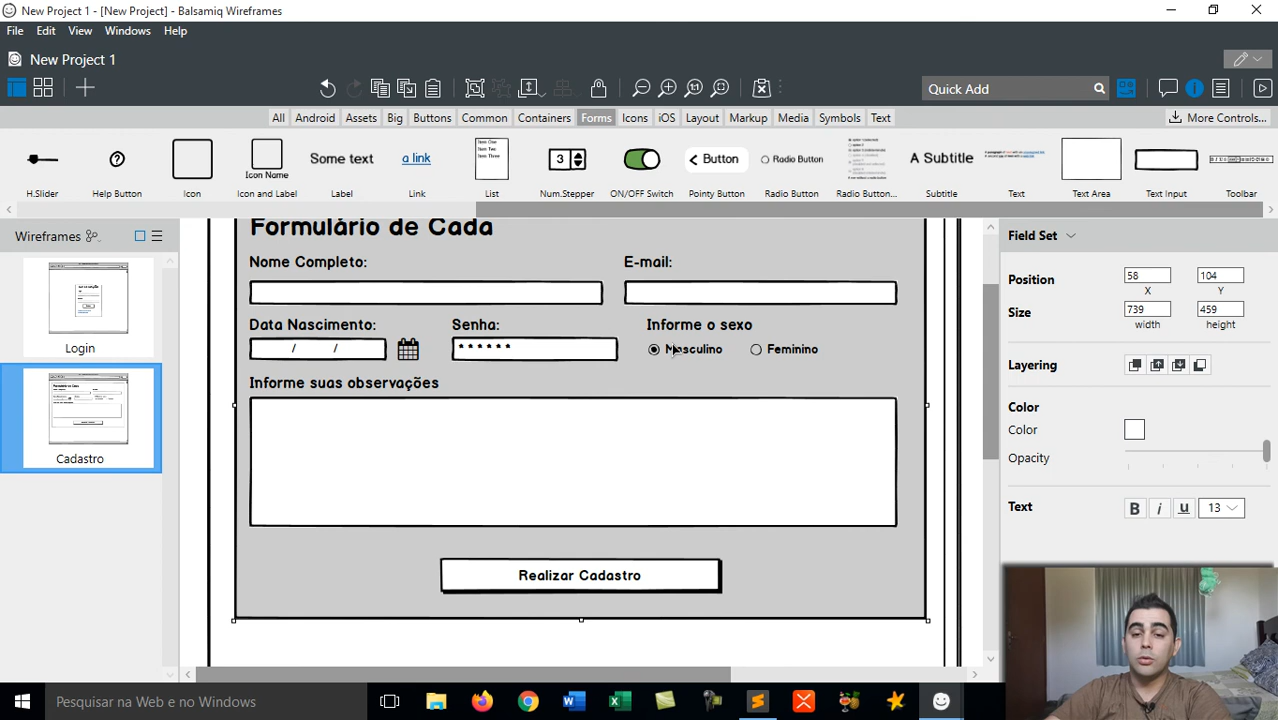 New Project 1 - [New Project] - Balsamiq Wireframes
File Edit View Windows Help
New Project 1
Quick Add
All Android Assets Big Buttons Common Containers Forms Icons iOS Layout Markup Media Symbols Text More Controls...
Item One
Item Two
Item Three
Icon Name
Some text
a link
3
Button
Radio Button
A Subtitle
H.Slider Help Button Icon Icon and Label Label Link List Num.Stepper ON/OFF Switch Pointy Button Radio Button Radio Button... Subtitle Text Text Area Text Input Toolbar
Wireframes
Login
Cadastro
Formulário de Cada
Nome Completo: E-mail:
Data Nascimento: Senha: Informe o sexo
/ / * * * * * * Masculino Feminino
Informe suas observações
Realizar Cadastro
Field Set
Position 58 104
X Y
Size 739 459
width height
Layering
Color
Color
Opacity
Text B i U 13
Pesquisar na Web e no Windows